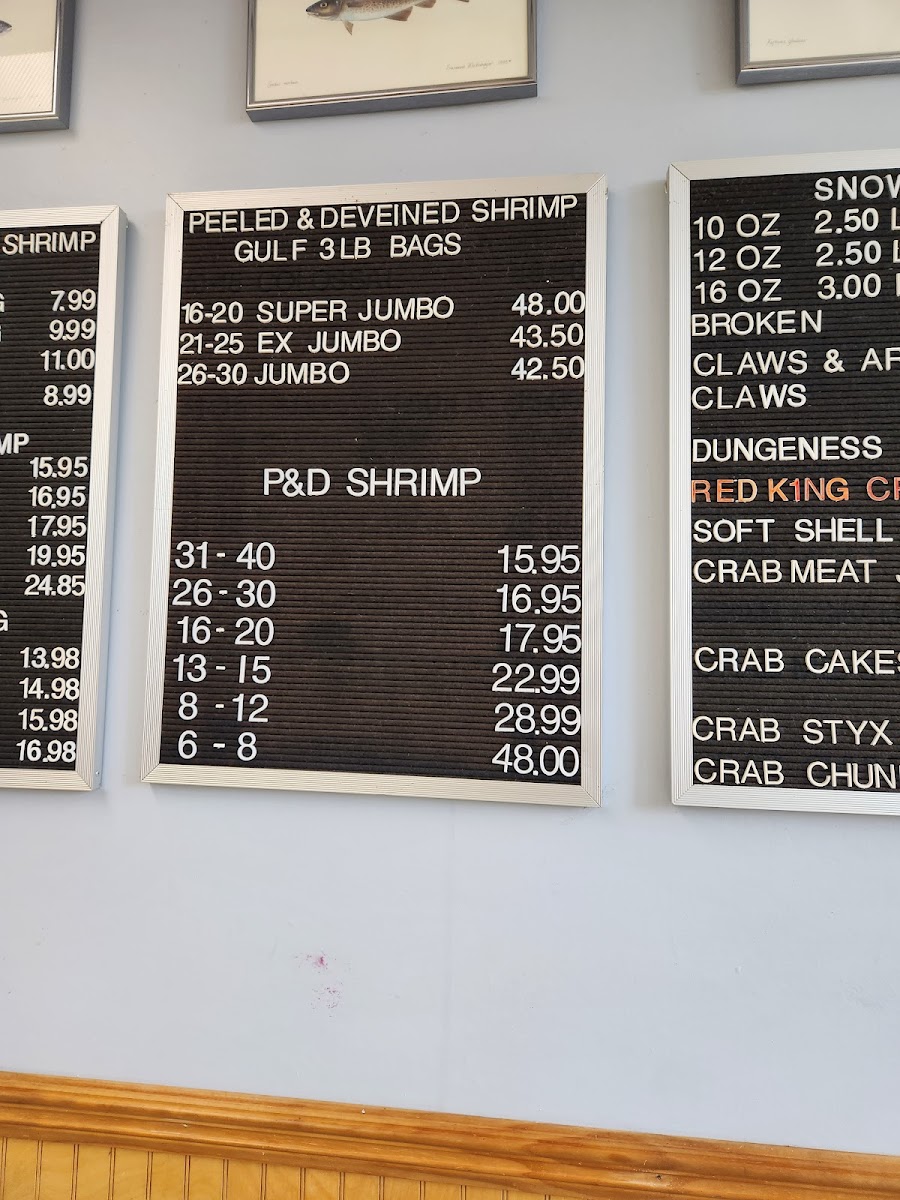 SHRIMP
7.99
9.99
11.00
8.99
MP
15.95
16.95
17.95
19.95
24.85
G
13.98
14.98
15.98
16.98
PEELED & DEVEINED SHRIMP
GULF 3LB BAGS
16-20 SUPER JUMBO 48.00
21-25 EX JUMBO 43.50
26-30 JUMBO 42.50
P&D SHRIMP
31 - 40 15.95
26 - 30 16.95
16 - 20 17.95
13 - 15 22.99
8 - 12 28.99
6 - 8 48.00
SNOW
10 OZ 2.50 L
12 OZ 2.50 L
16 OZ 3.00
BROKEN
CLAWS & AR
CLAWS
DUNGENESS
RED K1NG CR
SOFT SHELL
CRAB MEAT
CRAB CAKES
CRAB STYX
CRAB CHUN